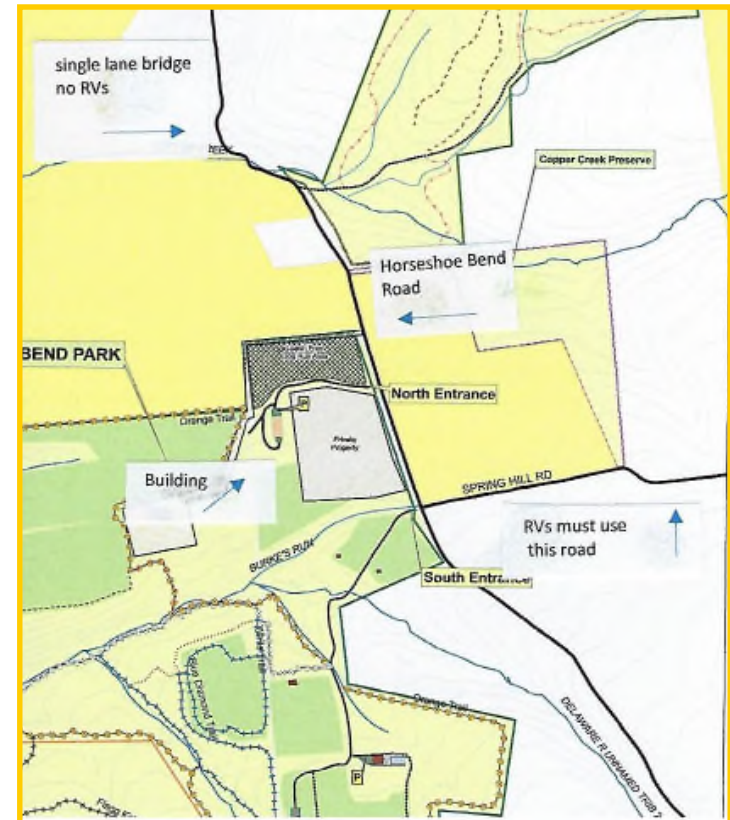 single lane bridge
no RVs
Copper Creek Preserve
Horseshoe Bend
Road
BEND PARK
North Entrance
Orange Trail
P
Private
Property
Building
SPRING HILL RD
RVs must use
this road
BURKE'S RUN
South Entrance
Orange Trail
DELAWARE R UNNAMED TRIB
P